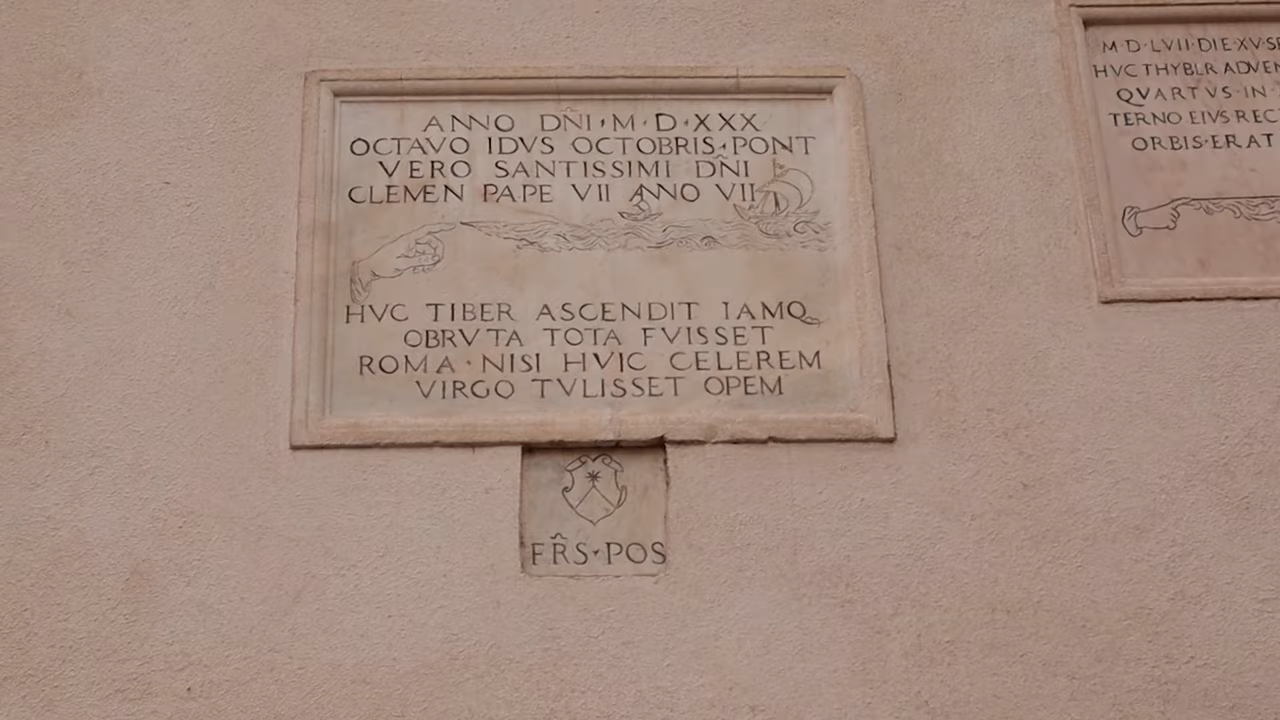 ANNO DÑI · M · D · XXX
OCTAVO IDVS OCTOBRIS · PONT
VERO SANTISSIMI DÑI
CLEMEN PAPE VII ANO VII
HVC TIBER ASCENDIT IAMQ
OBRVTA TOTA FVISSET
ROMA · NISI HVIC CELEREM
VIRGO TVLISSET OPEM
FR̃S · POS
M · D · LVII · DIE · XV · SE
HVC THYBLR ADVEN
QVARTVS · IN ·
TERNO EIVS REC
ORBIS · ERAT